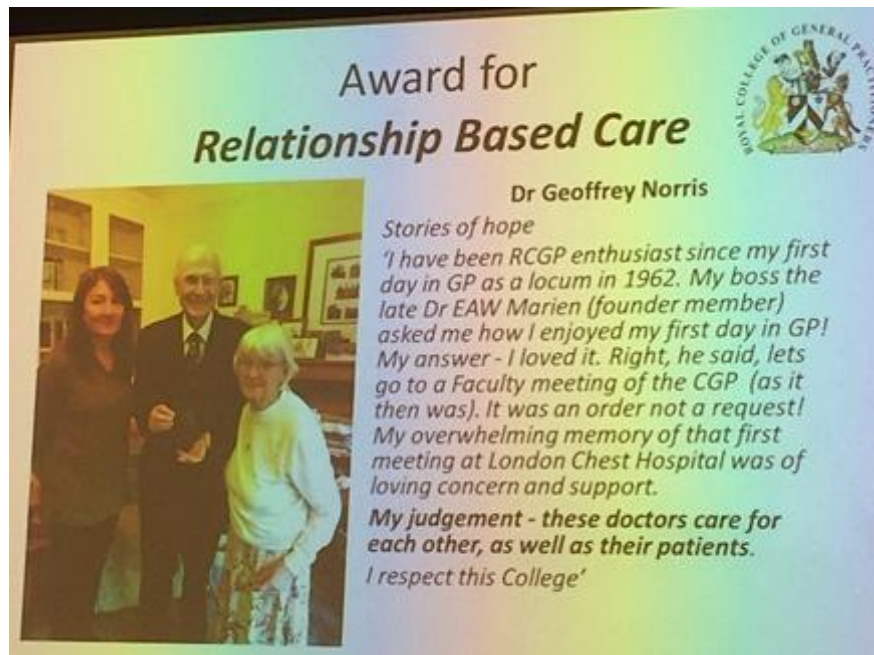 Award for
Relationship Based Care
ROYAL COLLEGE OF GENERAL PRACTITIONERS
Dr Geoffrey Norris
Stories of hope
'I have been RCGP enthusiast since my first
day in GP as a locum in 1962. My boss the
late Dr EAW Marien (founder member)
asked me how I enjoyed my first day in GP!
My answer - I loved it. Right, he said, lets
go to a Faculty meeting of the CGP (as it
then was). It was an order not a request!
My overwhelming memory of that first
meeting at London Chest Hospital was of
loving concern and support.
My judgement - these doctors care for
each other, as well as their patients.
I respect this College'